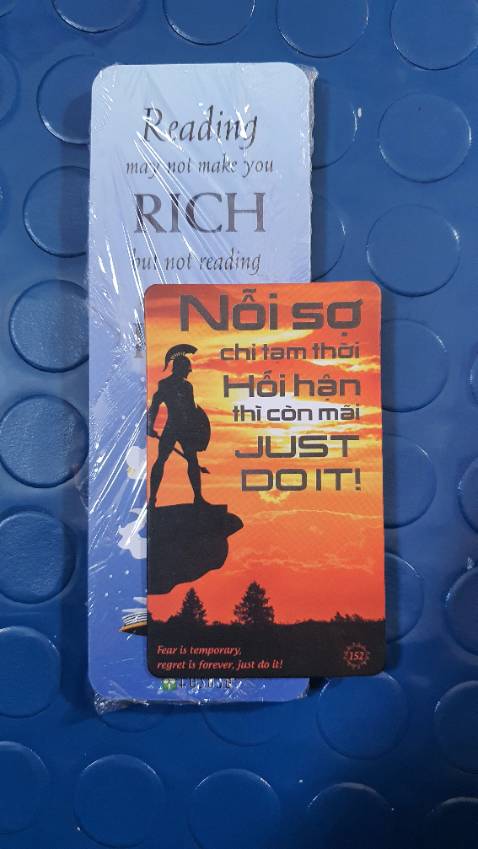 Reading
may not make you
RICH
but not reading
Nỗi sợ
chỉ tạm thời
Hối hận
thì còn mãi
JUST
DO IT!
Fear is temporary,
regret is forever, just do it!
152